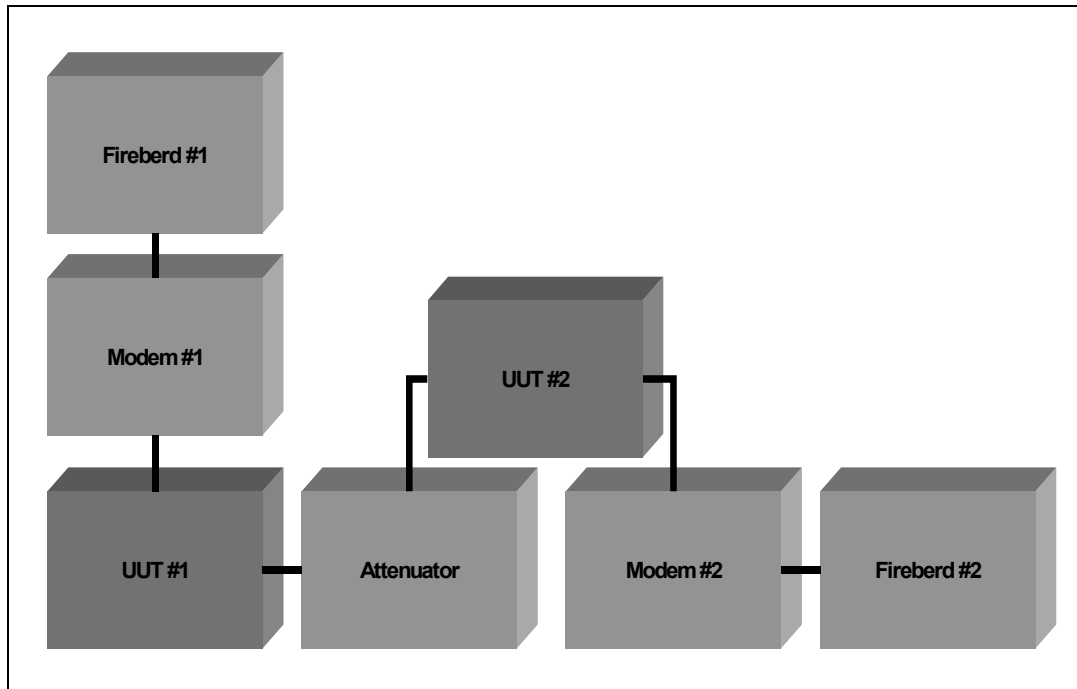 Fireberd #1
Modem #1
UUT #2
UUT #1
Attenuator
Modem #2
Fireberd #2